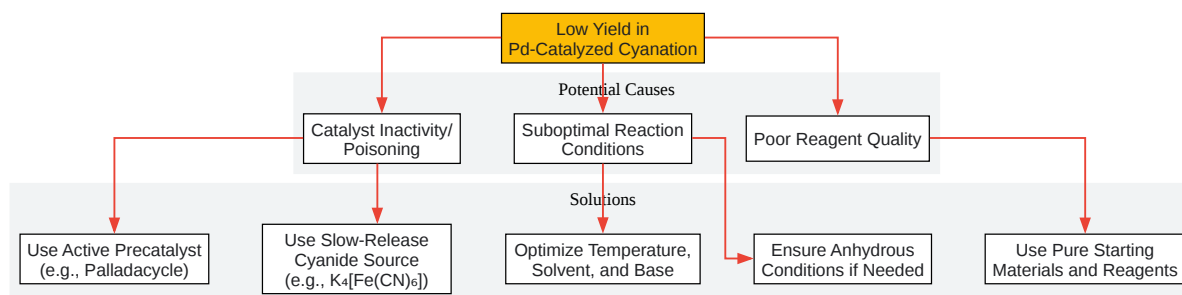 Low Yield in
Pd-Catalyzed Cyanation
Potential Causes
Catalyst Inactivity/
Poisoning
Suboptimal Reaction
Conditions
Poor Reagent Quality
Solutions
Use Active Precatalyst
(e.g., Palladacycle)
Use Slow-Release
Cyanide Source
(e.g., K₄[Fe(CN)₆])
Optimize Temperature,
Solvent, and Base
Ensure Anhydrous
Conditions if Needed
Use Pure Starting
Materials and Reagents